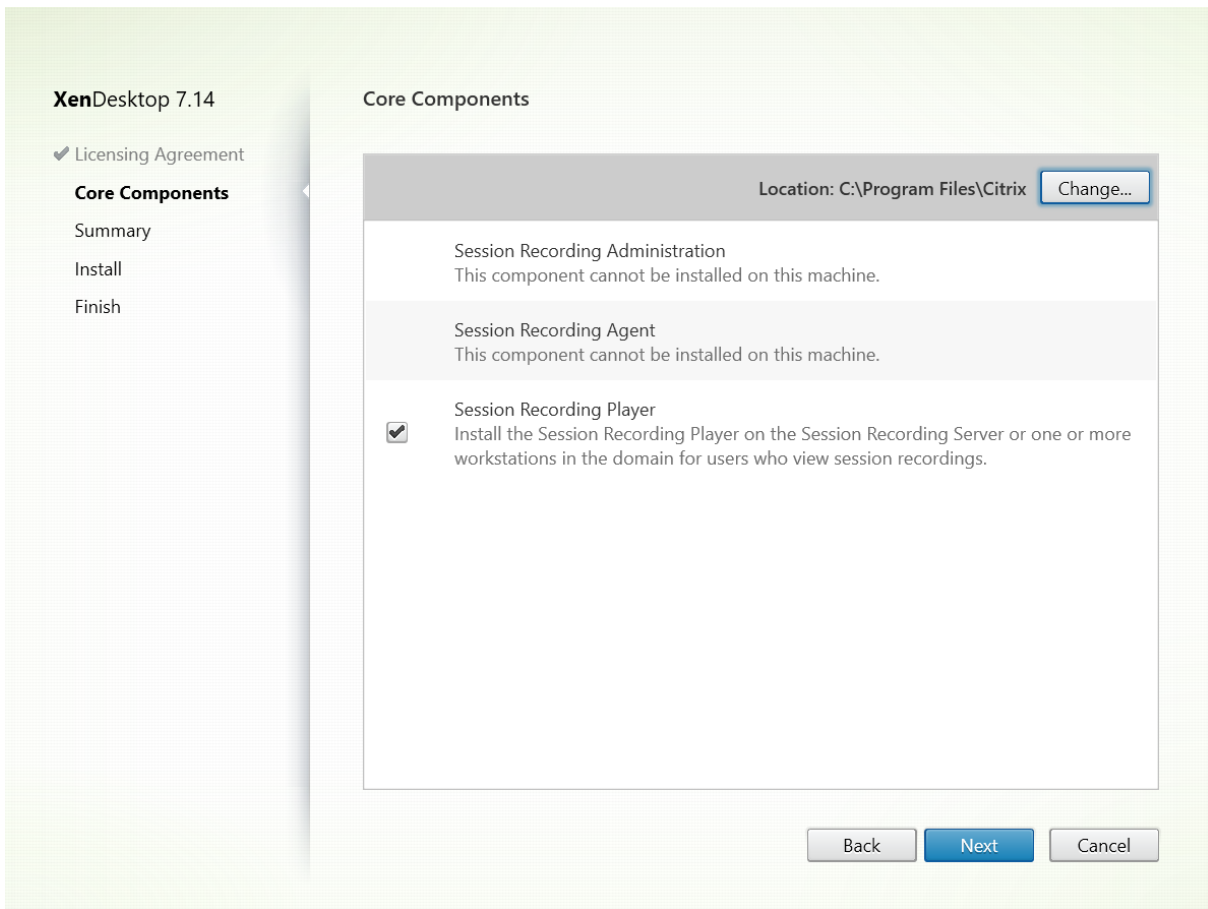 XenDesktop 7.14
Licensing Agreement
Core Components
Summary
Install
Finish
Core Components
Location: C:\Program Files\Citrix
Change...
Session Recording Administration
This component cannot be installed on this machine.
Session Recording Agent
This component cannot be installed on this machine.
Session Recording Player
Install the Session Recording Player on the Session Recording Server or one or more
workstations in the domain for users who view session recordings.
Back
Next
Cancel